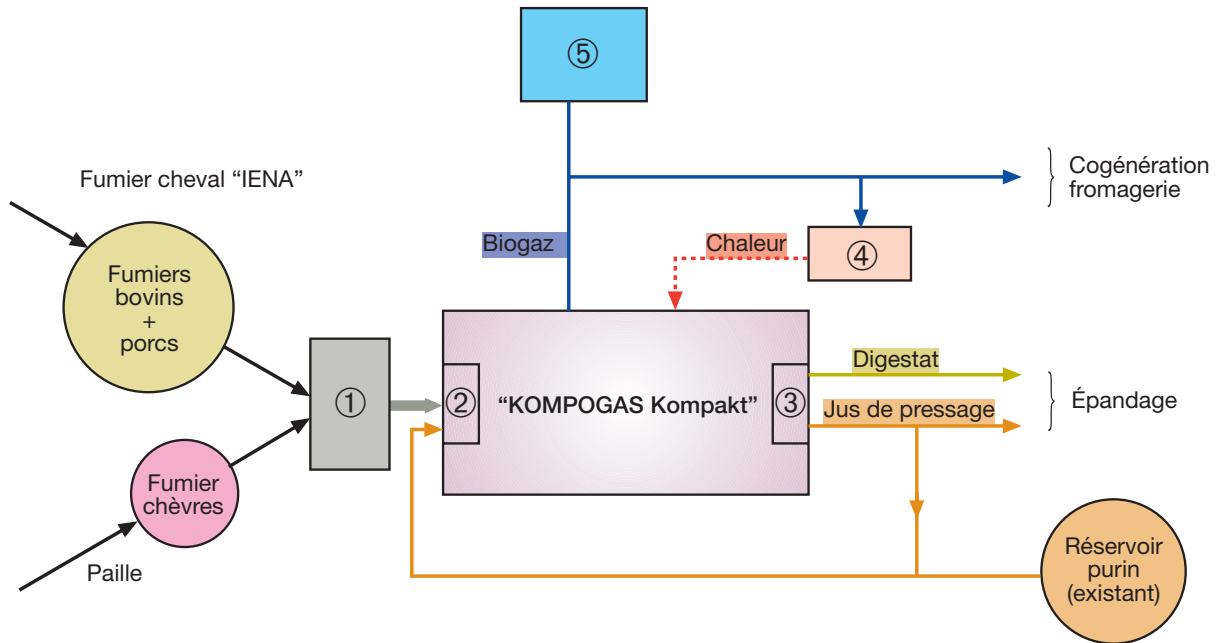 ⑤
Fumier cheval “IENA”
Cogénération
fromagerie
Biogaz
Chaleur
④
Fumiers
bovins
+
porcs
Digestat
①
②
“KOMPOGAS Kompakt”
③
Jus de pressage
Épandage
Fumier
chèvres
Paille
Réservoir
purin
(existant)